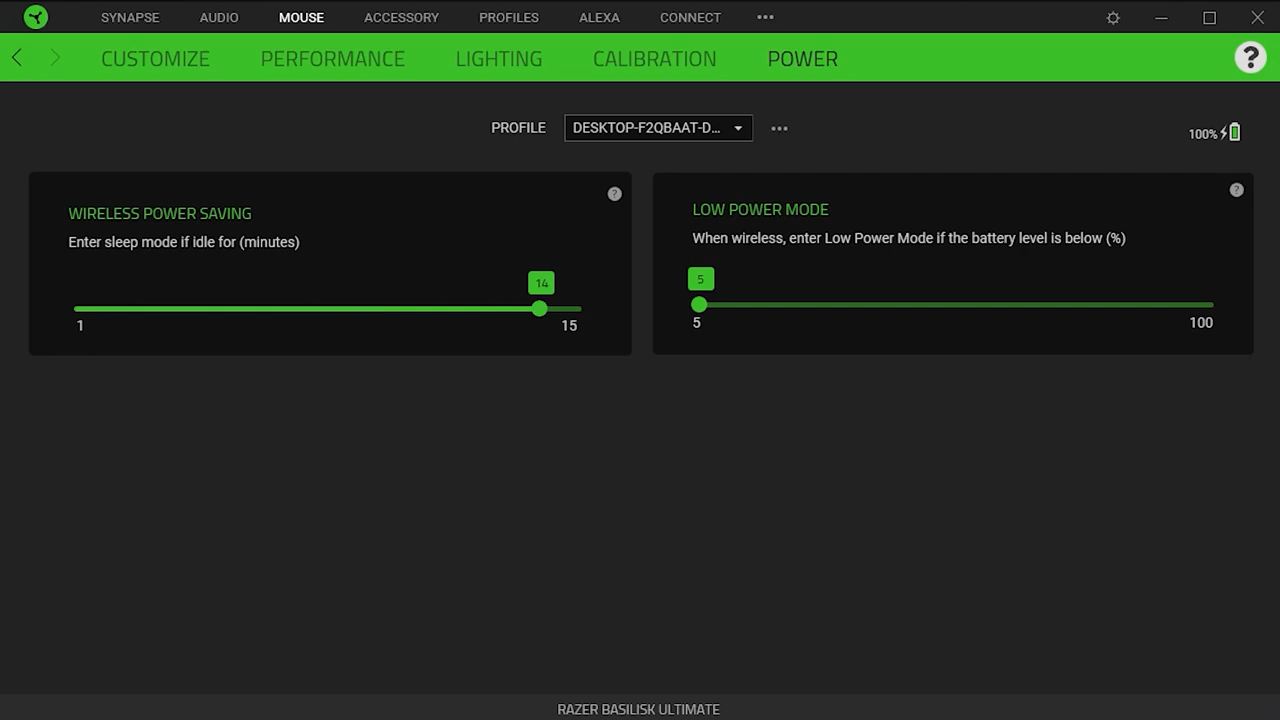 SYNAPSE AUDIO MOUSE ACCESSORY PROFILES ALEXA CONNECT •••
CUSTOMIZE PERFORMANCE LIGHTING CALIBRATION POWER ?
PROFILE DESKTOP-F2QBAAT-D... •••
100%
WIRELESS POWER SAVING ?
Enter sleep mode if idle for (minutes)
14
1 15
LOW POWER MODE ?
When wireless, enter Low Power Mode if the battery level is below (%)
5
5 100
RAZER BASILISK ULTIMATE